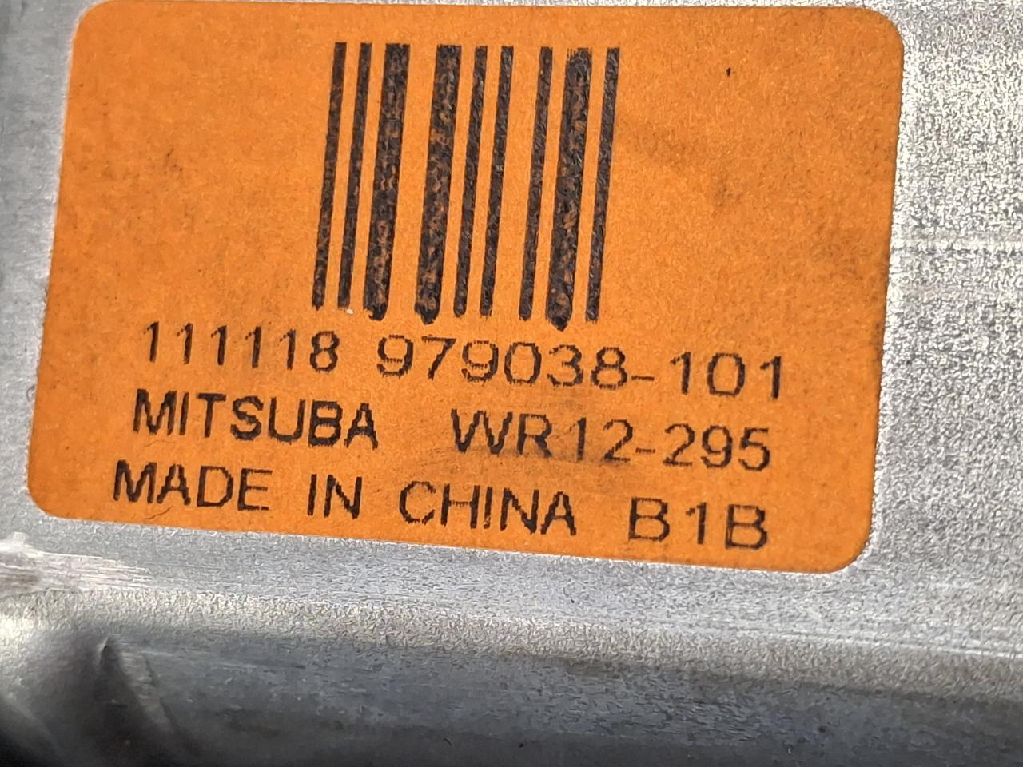 111118 979038-101
MITSUBA WR12-295
MADE IN CHINA B1B